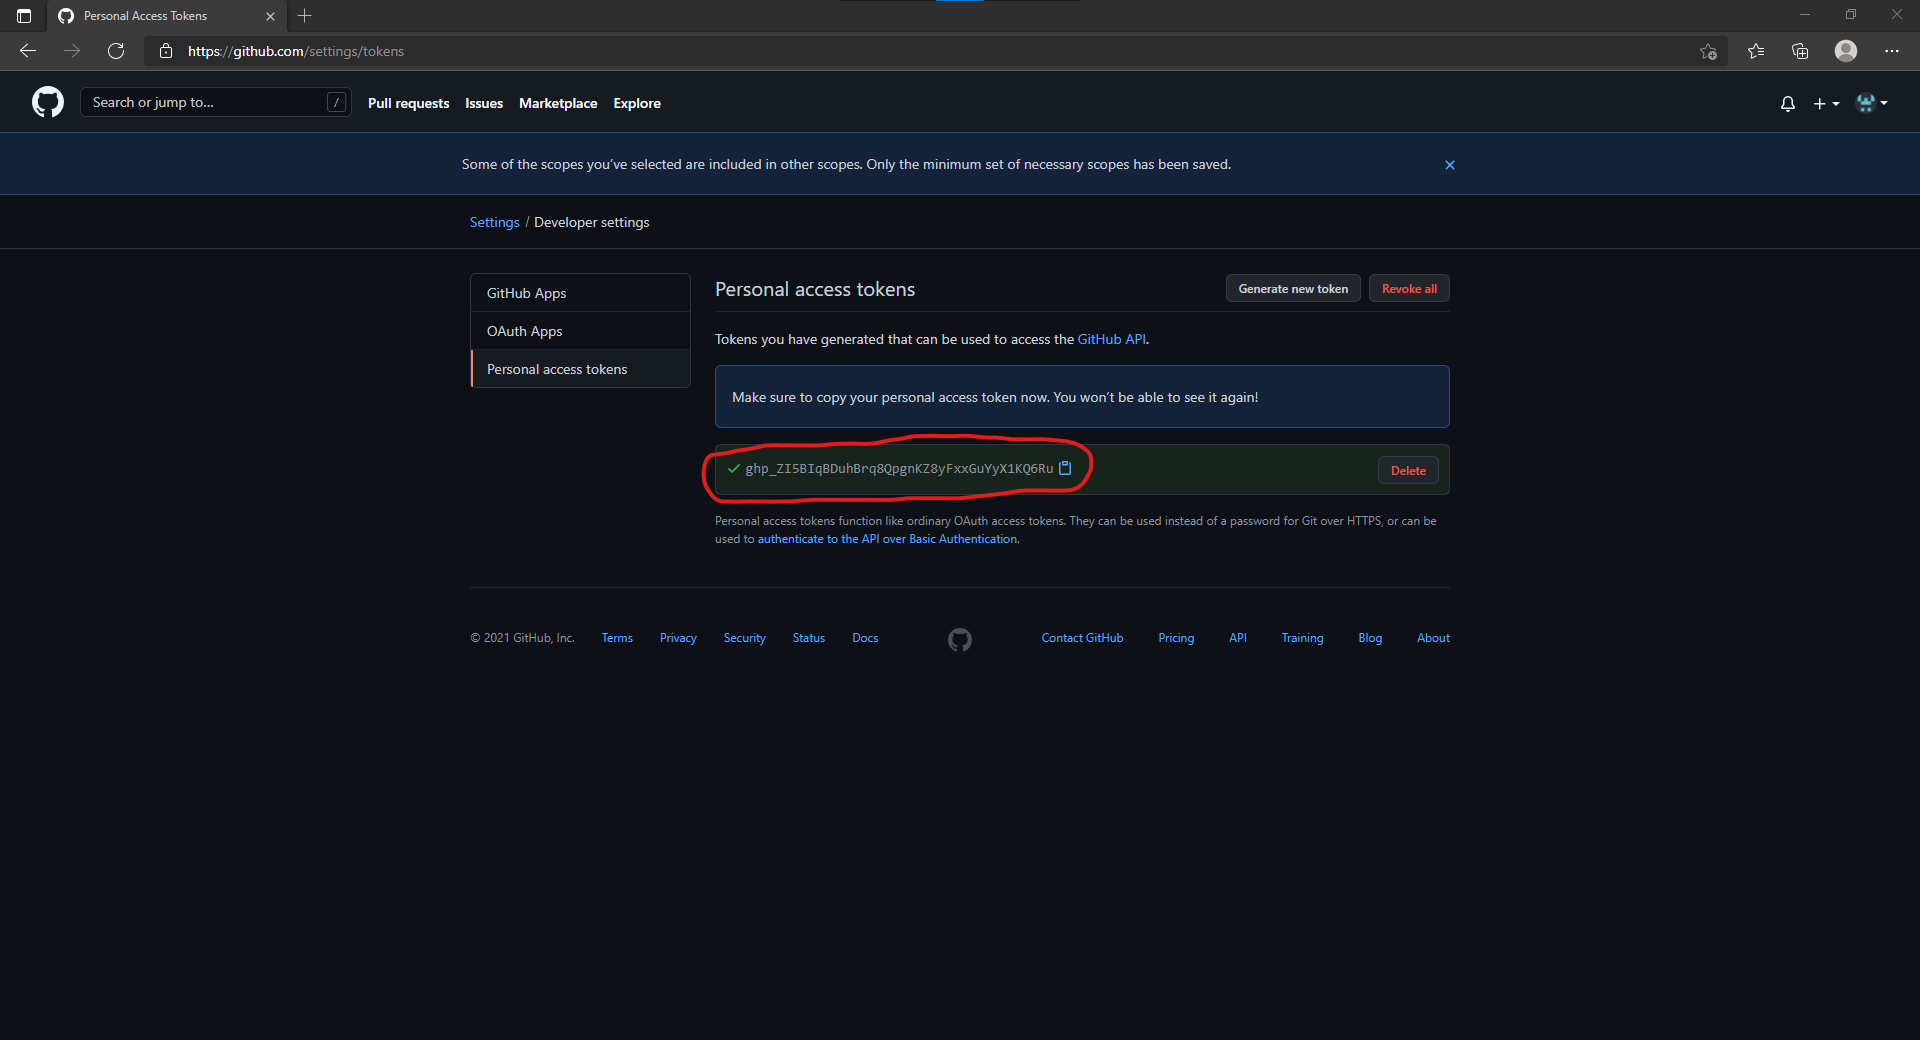 Personal Access Tokens
https://github.com/settings/tokens
Search or jump to... /
Pull requests Issues Marketplace Explore
Some of the scopes you've selected are included in other scopes. Only the minimum set of necessary scopes has been saved.
Settings / Developer settings
GitHub Apps
OAuth Apps
Personal access tokens
Personal access tokens
Generate new token
Revoke all
Tokens you have generated that can be used to access the GitHub API.
Make sure to copy your personal access token now. You won't be able to see it again!
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
Delete
Personal access tokens function like ordinary OAuth access tokens. They can be used instead of a password for Git over HTTPS, or can be
used to authenticate to the API over Basic Authentication.
© 2021 GitHub, Inc. Terms Privacy Security Status Docs Contact GitHub Pricing API Training Blog About